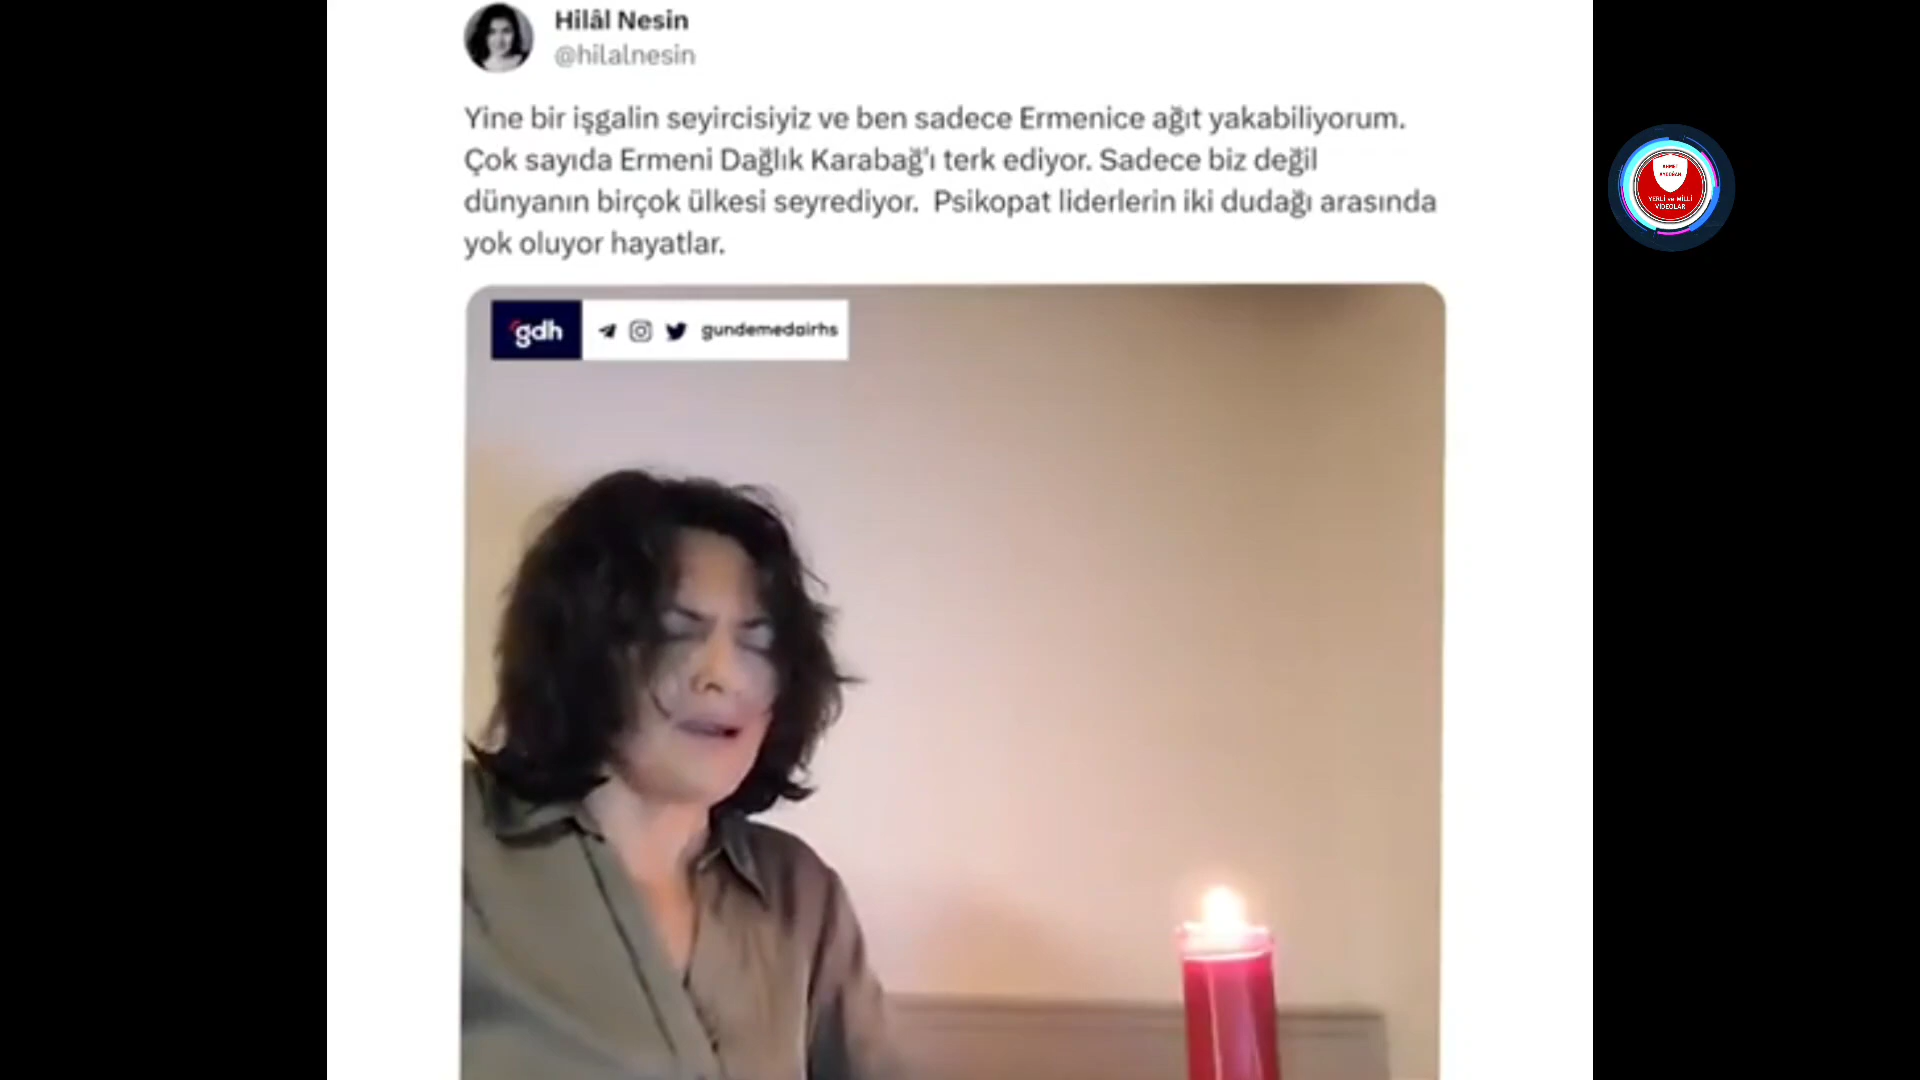 Hilâl Nesin
@hilalnesin
Yine bir işgalin seyircisiyiz ve ben sadece Ermenice ağıt yakabiliyorum.
Çok sayıda Ermeni Dağlık Karabağ'ı terk ediyor. Sadece biz değil
dünyanın birçok ülkesi seyrediyor. Psikopat liderlerin iki dudağı arasında
yok oluyor hayatlar.
gdh gundemedairhs
AHMET
AYDOĞAN
YERLİ ve MİLLİ
VİDEOLAR